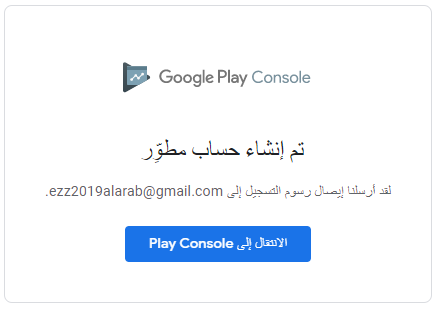 Google Play Console
تم إنشاء حساب مطوِّر.
لقد أرسلنا إيصال رسوم التسجيل إلى ezz2019alarab@gmail.com.
الانتقال إلى Play Console